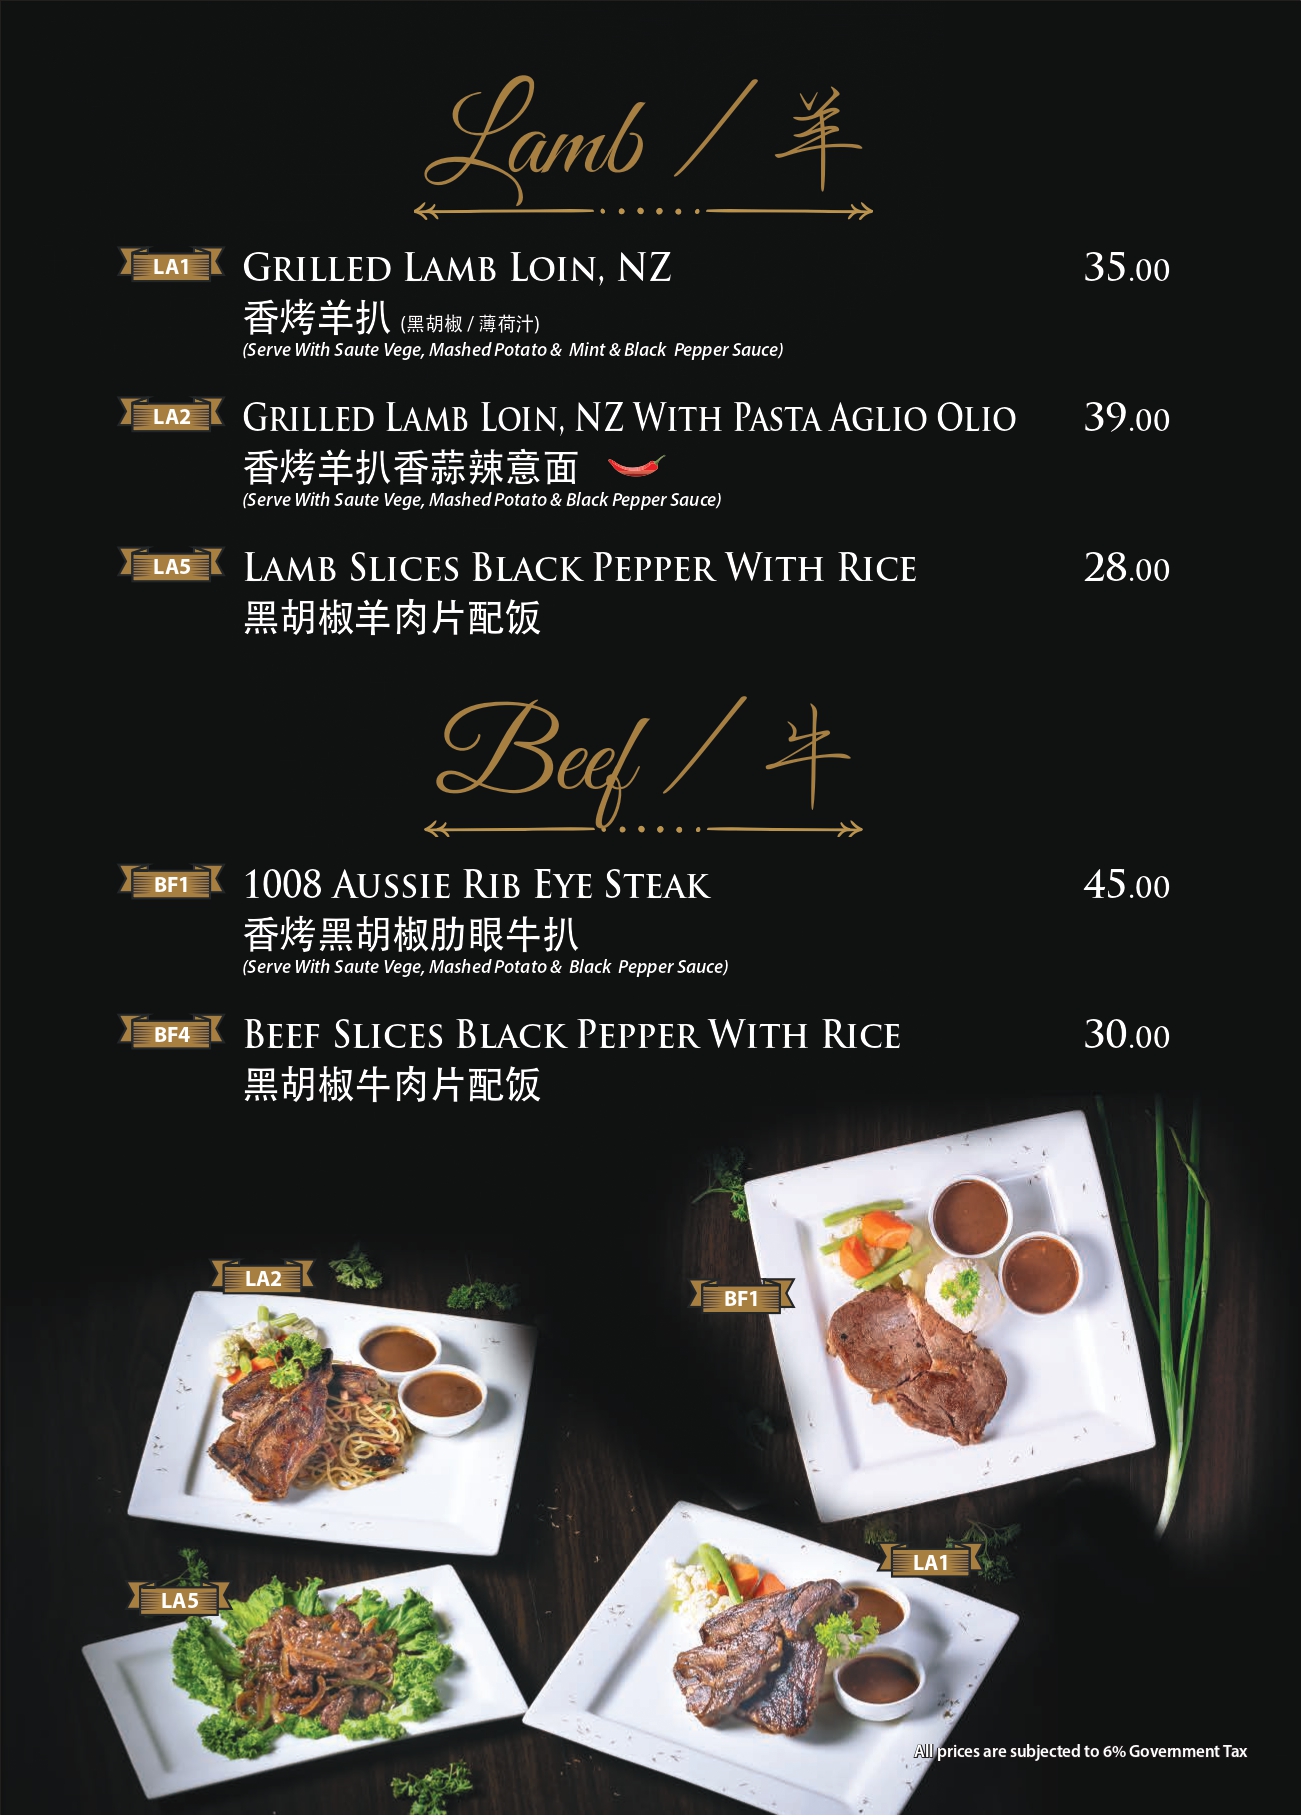 Lamb / 羊
LA1 Grilled Lamb Loin, NZ 35.00
香烤羊扒 (黑胡椒 / 薄荷汁)
(Serve With Saute Vege, Mashed Potato & Mint & Black Pepper Sauce)
LA2 Grilled Lamb Loin, NZ With Pasta Aglio Olio 39.00
香烤羊扒香蒜辣意面
(Serve With Saute Vege, Mashed Potato & Black Pepper Sauce)
LA5 Lamb Slices Black Pepper With Rice 28.00
黑胡椒羊肉片配饭
Beef / 牛
BF1 1008 Aussie Rib Eye Steak 45.00
香烤黑胡椒肋眼牛扒
(Serve With Saute Vege, Mashed Potato & Black Pepper Sauce)
BF4 Beef Slices Black Pepper With Rice 30.00
黑胡椒牛肉片配饭
LA2
BF1
LA1
LA5
All prices are subjected to 6% Government Tax